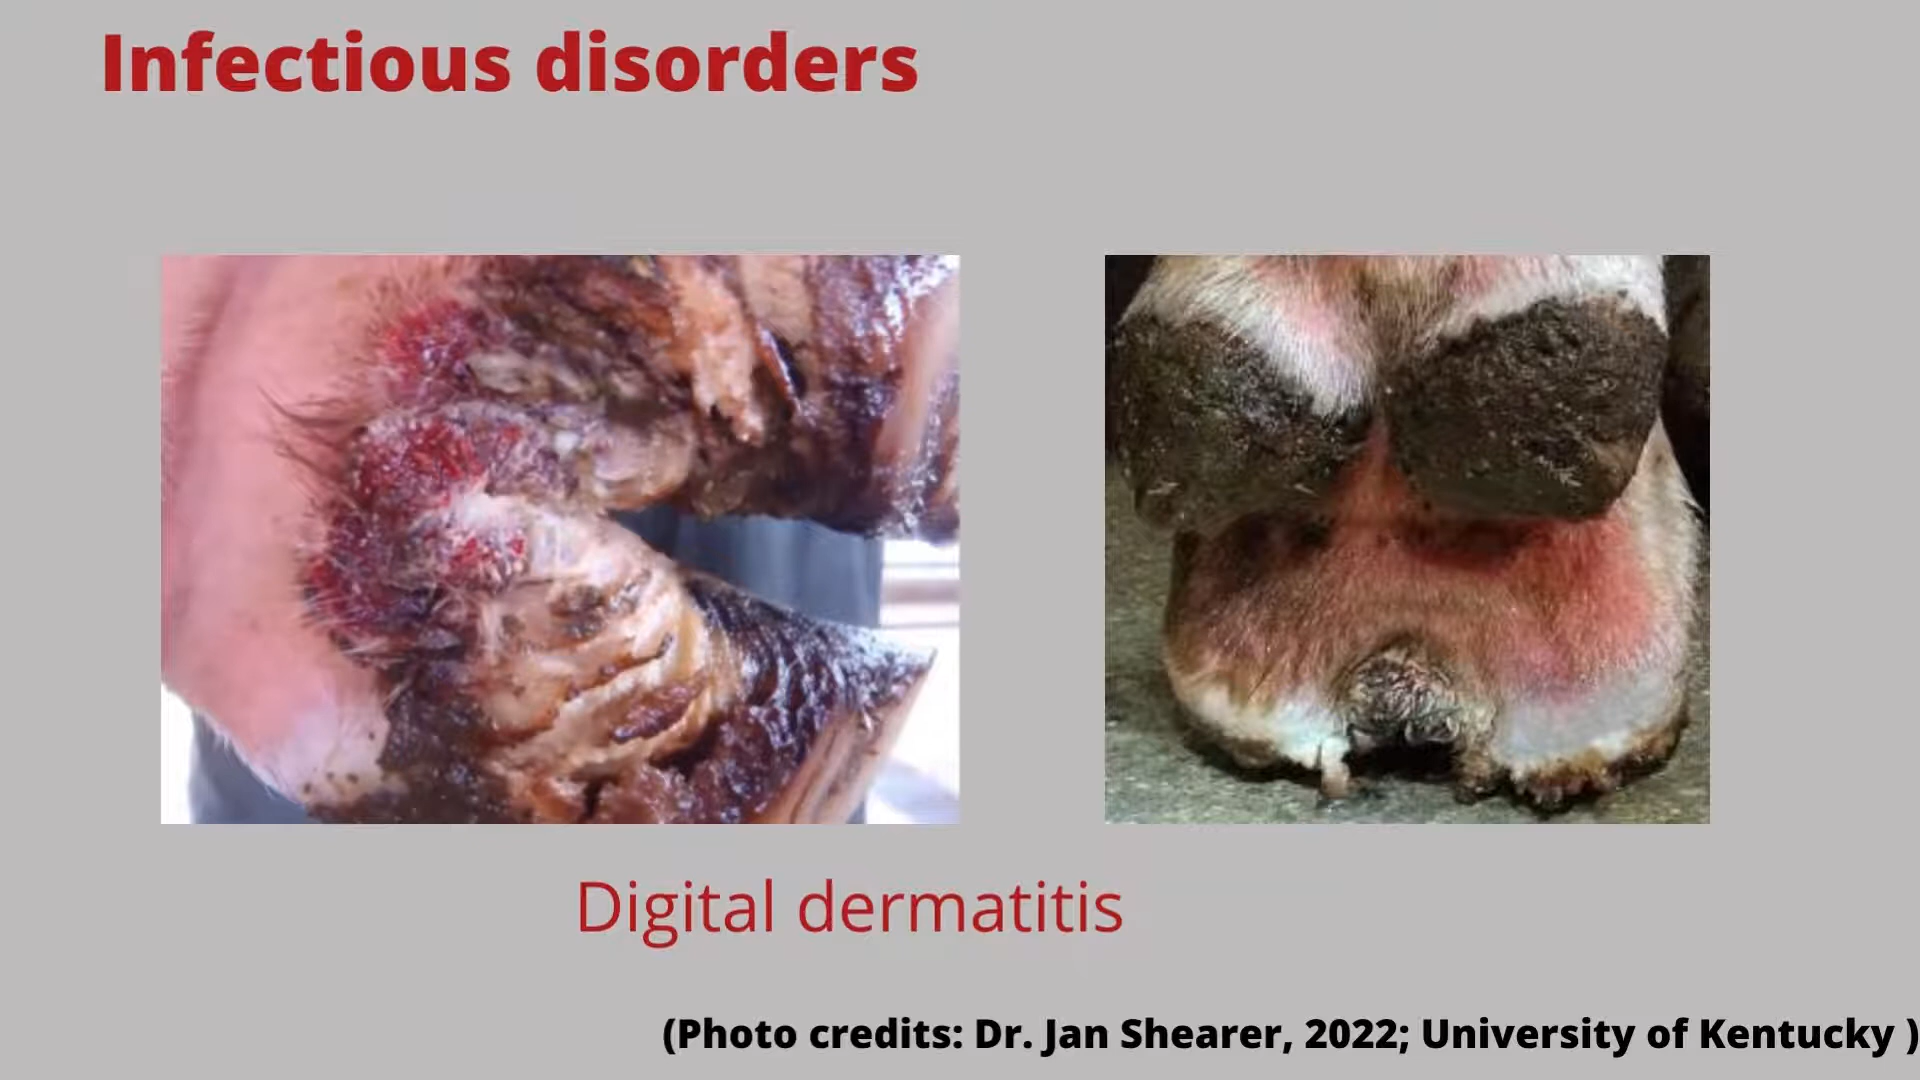 Infectious disorders
Digital dermatitis
(Photo credits: Dr. Jan Shearer, 2022; University of Kentucky )